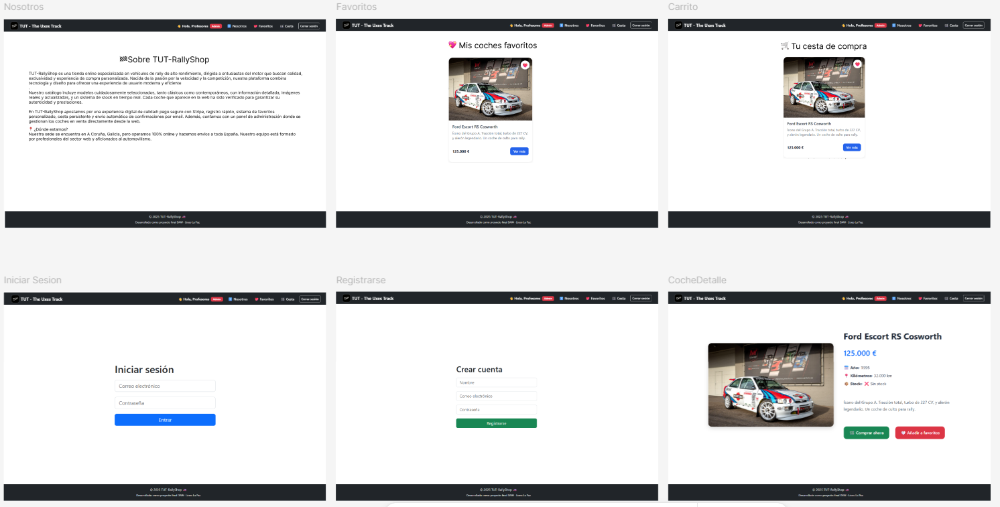 Nosotros
TUT - The Uxes Track
👋 Hola, Profesores Admin
Nosotros
Favoritos
Cesta
Cerrar sesión
🏁Sobre TUT-RallyShop
TUT-RallyShop es una tienda online especializada en vehículos de rally de alto rendimiento, dirigida a entusiastas del motor que buscan calidad,
exclusividad y experiencia de compra personalizada. Nacida de la pasión por la velocidad y la competición, nuestra plataforma combina
tecnología y diseño para ofrecer una experiencia de usuario moderna y eficiente
.
Nuestro catálogo incluye modelos cuidadosamente seleccionados, tanto clásicos como contemporáneos, con información detallada, imágenes
reales y actualizadas, y un sistema de stock en tiempo real. Cada coche que aparece en la web ha sido verificado para garantizar su
autenticidad y prestaciones.
En TUT-RallyShop apostamos por una experiencia digital de calidad: pago seguro con Stripe, registro rápido, sistema de favoritos
personalizado, cesta persistente y envío automático de confirmaciones por email. Además, contamos con un panel de administración donde se
gestionan los coches en venta directamente desde la web.
📍 ¿Dónde estamos?
Nuestra sede se encuentra en A Coruña, Galicia, pero operamos 100% online y hacemos envíos a toda España. Nuestro equipo está formado
por profesionales del sector web y aficionados al automovilismo.
© 2025 TUT-RallyShop
Desarrollado como proyecto final DAW · Liceo La Paz
Favoritos
TUT - The Uxes Track
👋 Hola, Profesores Admin
Nosotros
Favoritos
Cesta
Cerrar sesión
💖 Mis coches favoritos
Ford Escort RS Cosworth
Ícono del Grupo A. Tracción total, turbo de 227 CV,
y alerón legendario. Un coche de culto para rally.
125.000 €
Ver más
© 2025 TUT-RallyShop
Desarrollado como proyecto final DAW · Liceo La Paz
Carrito
TUT - The Uxes Track
👋 Hola, Profesores Admin
Nosotros
Favoritos
Cesta
Cerrar sesión
🛒 Tu cesta de compra
Ford Escort RS Cosworth
Ícono del Grupo A. Tracción total, turbo de 227 CV,
y alerón legendario. Un coche de culto para rally.
125.000 €
Ver más
© 2025 TUT-RallyShop
Desarrollado como proyecto final DAW · Liceo La Paz
Iniciar Sesion
TUT - The Uxes Track
👋 Hola, Profesores Admin
Nosotros
Favoritos
Cesta
Cerrar sesión
Iniciar sesión
Correo electrónico
Contraseña
Entrar
© 2025 TUT-RallyShop
Desarrollado como proyecto final DAW · Liceo La Paz
Registrarse
TUT - The Uxes Track
👋 Hola, Profesores Admin
Nosotros
Favoritos
Cesta
Cerrar sesión
Crear cuenta
Nombre
Correo electrónico
Contraseña
Registrarse
© 2025 TUT-RallyShop
Desarrollado como proyecto final DAW · Liceo La Paz
CocheDetalle
TUT - The Uxes Track
👋 Hola, Profesores Admin
Nosotros
Favoritos
Cesta
Cerrar sesión
Ford Escort RS Cosworth
125.000 €
Año: 1995
Kilómetros: 32.000 km
Stock: ❌ Sin stock
Ícono del Grupo A. Tracción total, turbo de 227 CV, y alerón
legendario. Un coche de culto para rally.
Comprar ahora
Añadir a favoritos
© 2025 TUT-RallyShop
Desarrollado como proyecto final DAW · Liceo La Paz